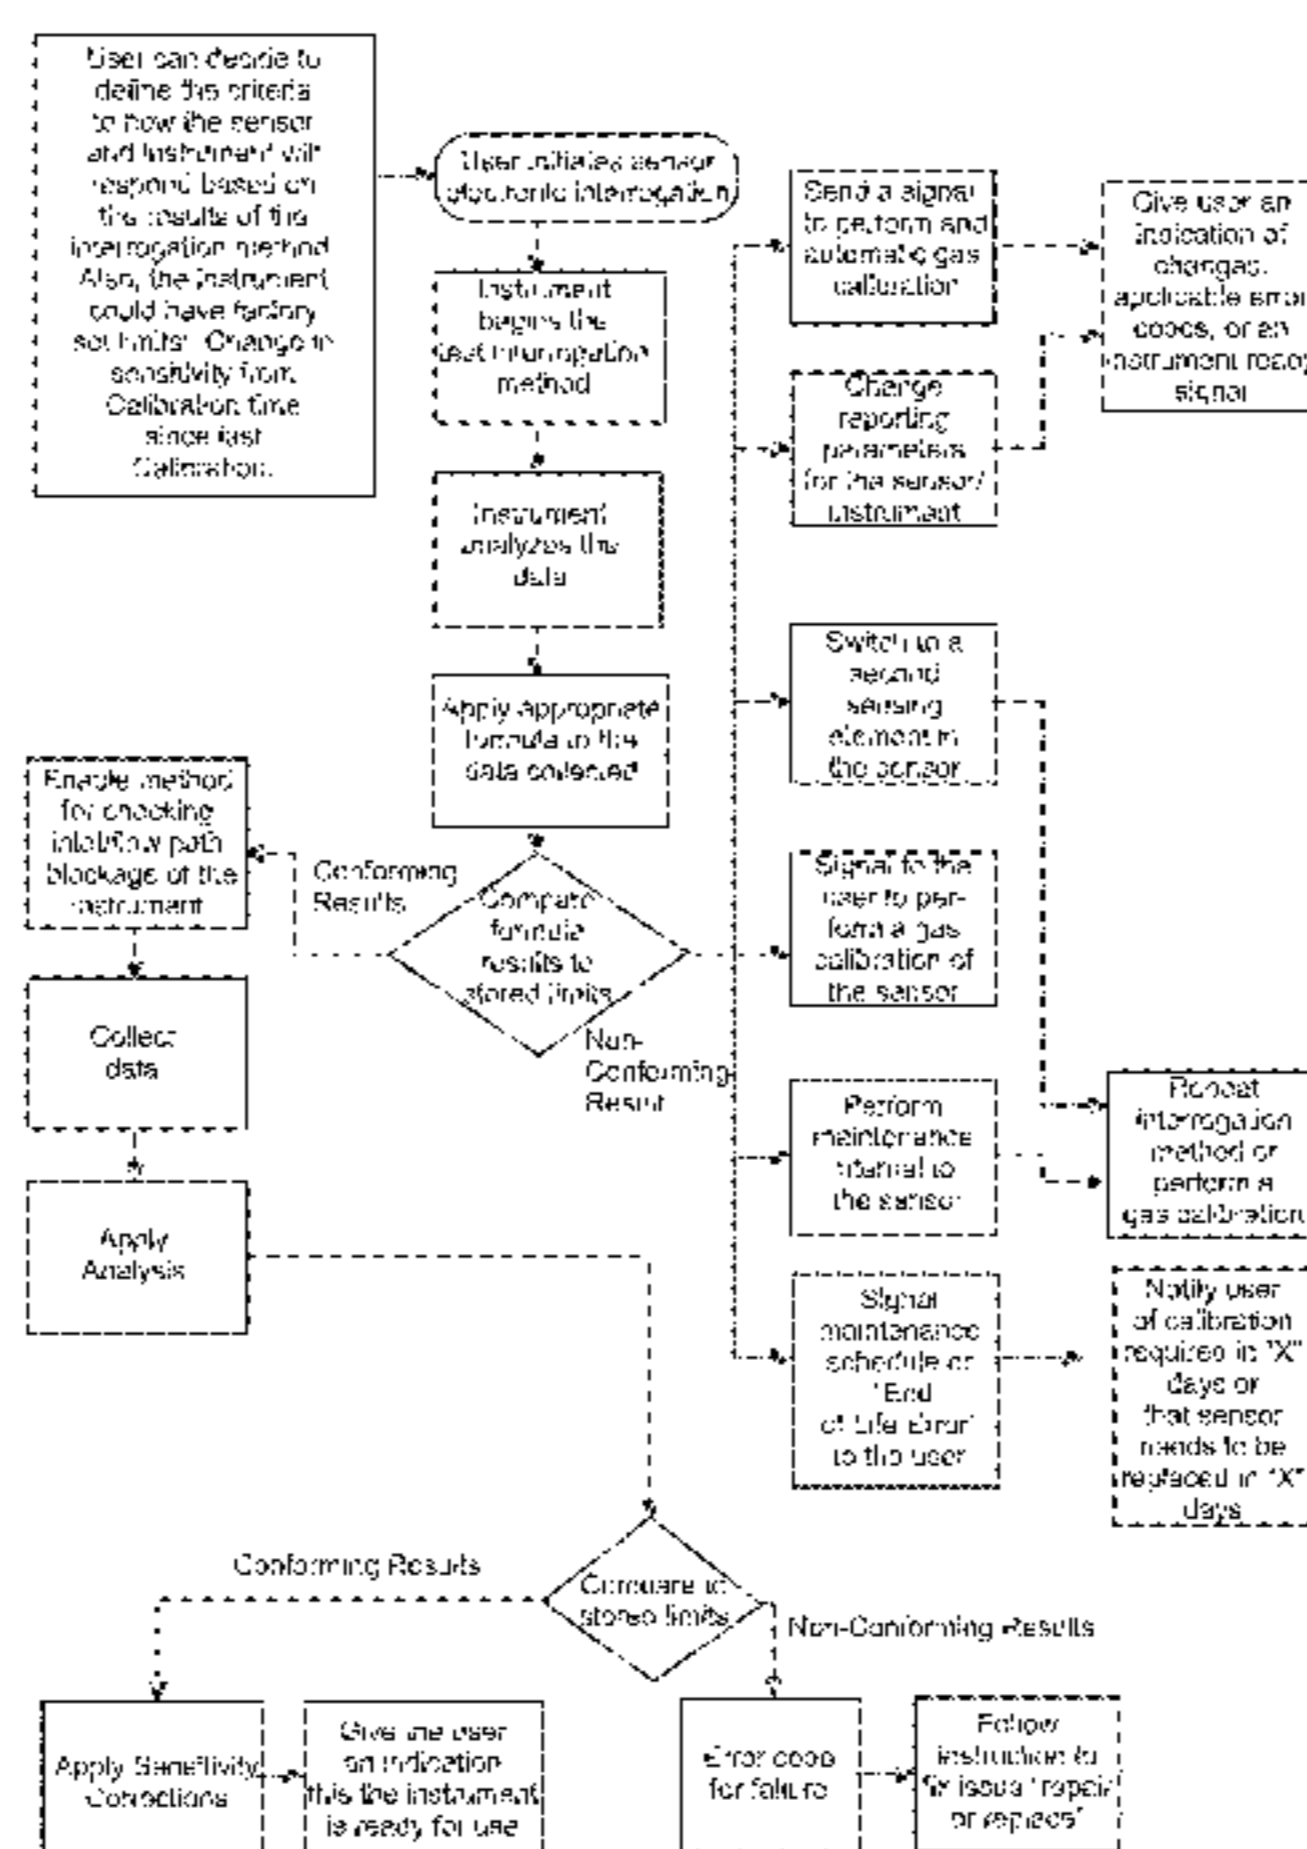 User can decide to
define the criteria
to how the sensor
and instrument will
respond based on
the results of the
interrogation method
Also, the instrument
could have factory
set limits. Change in
sensitivity from
Calibration time
since last
Calibration.
User initiates sensor
electronic interrogation
Instrument
begins the
test interrogation
method
Instrument
analyzes the
data
Apply appropriate
formula to the
data collected
Compare
formula
results to
stored limits
Conforming
Results
Non-
Conforming
Result
Enable method
for checking
inlet/flow path
blockage of the
instrument
Collect
data
Apply
Analysis
Send a signal
to perform and
automatic gas
calibration
Change
reporting
parameters
for the sensor/
instrument
Switch to a
second
sensing
element in
the sensor
Signal to the
user to per-
form a gas
calibration of
the sensor
Perform
maintenance
internal to
the sensor
Signal
maintenance
schedule or
"End
of Life Error"
to the user
Give user an
indication of
changes,
applicable error
codes, or an
instrument ready
signal
Repeat
interrogation
method or
perform a
gas calibration
Notify user
of calibration
required in "X"
days or
that sensor
needs to be
replaced in "X"
days
Compare to
stored limits
Conforming Results
Non-Conforming Results
Apply Sensitivity
Corrections
Give the user
an indication
this the instrument
is ready for use
Error code
for failure
Follow
instruction to
fix issue "repair
or replace"